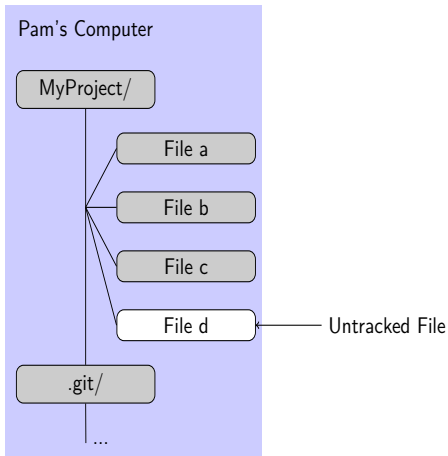 Pam's Computer
MyProject/
File a
File b
File c
File d
Untracked File
.git/
...